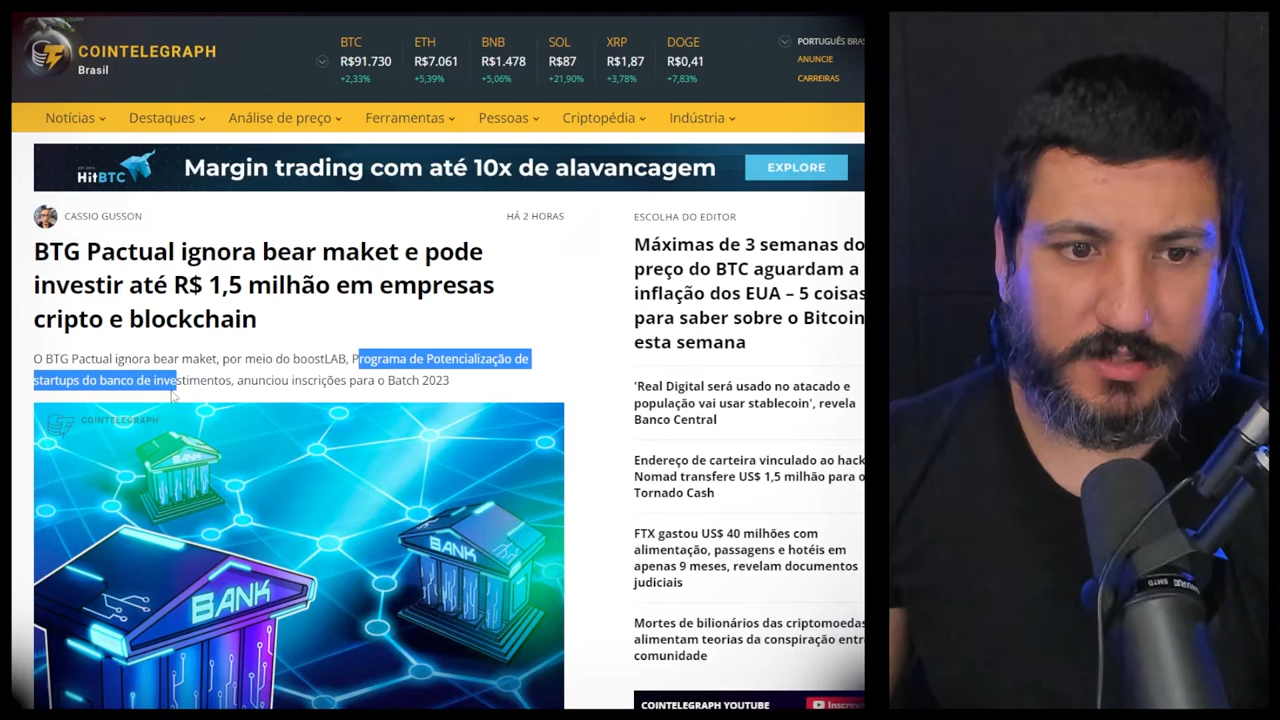 COINTELEGRAPH
Brasil
BTC ETH BNB SOL XRP DOGE
R$91.730 R$7.061 R$1.478 R$87 R$1,87 R$0,41
+2,33% +5,39% +5,06% +21,90% +3,78% +7,83%
PORTUGUÊS BRAS
ANUNCIE
CARREIRAS
Notícias Destaques Análise de preço Ferramentas Pessoas Criptopédia Indústria
HitBTC Margin trading com até 10x de alavancagem EXPLORE
CASSIO GUSSON HÁ 2 HORAS
BTG Pactual ignora bear maket e pode
investir até R$ 1,5 milhão em empresas
cripto e blockchain
O BTG Pactual ignora bear maket, por meio do boostLAB, Programa de Potencialização de
startups do banco de investimentos, anunciou inscrições para o Batch 2023
COINTELEGRAPH
BANK
BANK
BANK
ESCOLHA DO EDITOR
Máximas de 3 semanas do
preço do BTC aguardam a
inflação dos EUA – 5 coisas
para saber sobre o Bitcoin
esta semana
'Real Digital será usado no atacado e
população vai usar stablecoin', revela
Banco Central
Endereço de carteira vinculado ao hack
Nomad transfere US$ 1,5 milhão para o
Tornado Cash
FTX gastou US$ 40 milhões com
alimentação, passagens e hotéis em
apenas 9 meses, revelam documentos
judiciais
Mortes de bilionários das criptomoedas
alimentam teorias da conspiração entre
comunidade
COINTELEGRAPH YOUTUBE
Inscrev